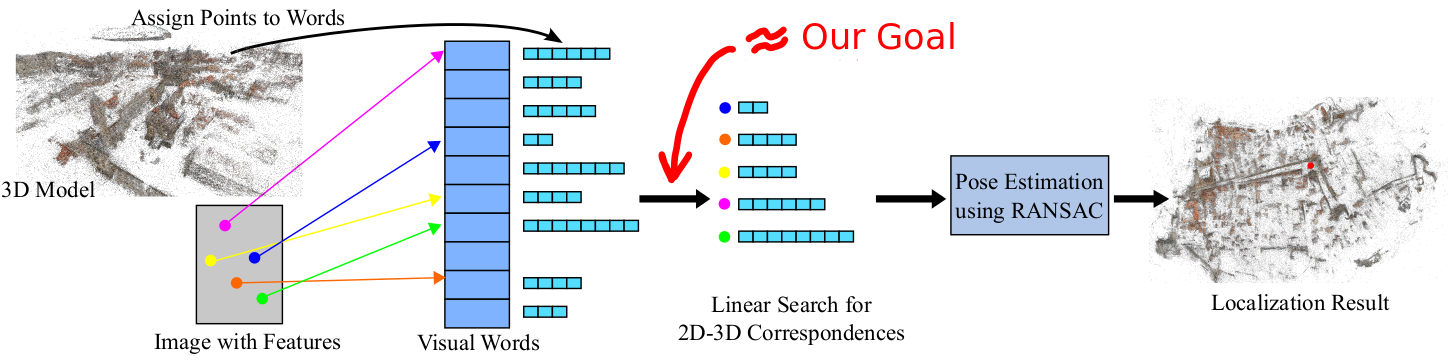 Assign Points to Words
≈ Our Goal
3D Model
Pose Estimation
using RANSAC
Linear Search for
2D-3D Correspondences
Localization Result
Image with Features
Visual Words